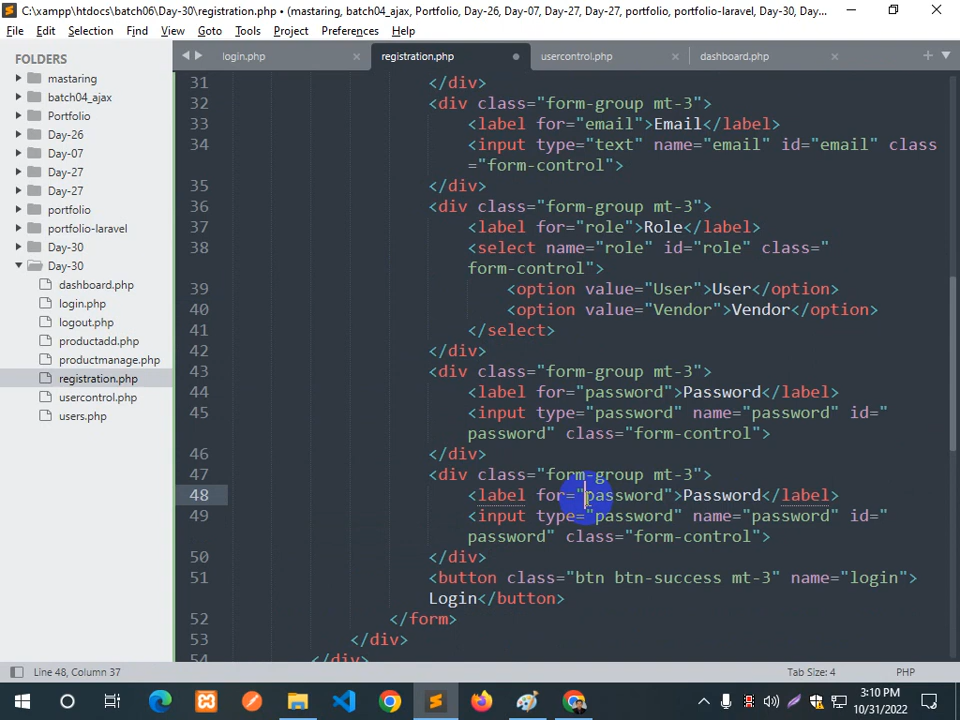 C:\xampp\htdocs\batch06\Day-30\registration.php • (mastaring, batch04_ajax, Portfolio, Day-26, Day-07, Day-27, Day-27, portfolio, portfolio-laravel, Day-30, Day...
File Edit Selection Find View Goto Tools Project Preferences Help
FOLDERS
mastaring
batch04_ajax
Portfolio
Day-26
Day-07
Day-27
Day-27
portfolio
portfolio-laravel
Day-30
Day-30
dashboard.php
login.php
logout.php
productadd.php
productmanage.php
registration.php
usercontrol.php
users.php
login.php registration.php usercontrol.php dashboard.php
31 </div>
32 <div class="form-group mt-3">
33 <label for="email">Email</label>
34 <input type="text" name="email" id="email" class
="form-control">
35 </div>
36 <div class="form-group mt-3">
37 <label for="role">Role</label>
38 <select name="role" id="role" class="
form-control">
39 <option value="User">User</option>
40 <option value="Vendor">Vendor</option>
41 </select>
42 </div>
43 <div class="form-group mt-3">
44 <label for="password">Password</label>
45 <input type="password" name="password" id="
password" class="form-control">
46 </div>
47 <div class="form-group mt-3">
48 <label for="password">Password</label>
49 <input type="password" name="password" id="
password" class="form-control">
50 </div>
51 <button class="btn btn-success mt-3" name="login">
Login</button>
52 </form>
53 </div>
54 </div>
Line 48, Column 37 Tab Size: 4 PHP
3:10 PM
10/31/2022